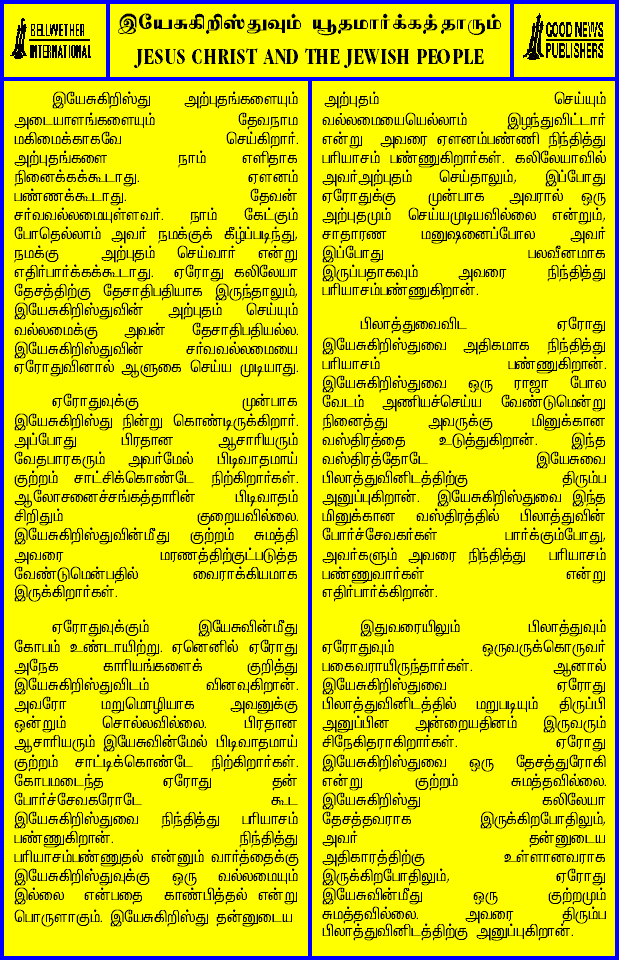 BELLWETHER
INTERNATIONAL
இயேசுகிறிஸ்துவும் யூதமார்க்கத்தாரும்
JESUS CHRIST AND THE JEWISH PEOPLE
GOOD NEWS
PUBLISHERS
இயேசுகிறிஸ்து அற்புதங்களையும்
அடையாளங்களையும் தேவநாம
மகிமைக்காகவே செய்கிறார்.
அற்புதங்களை நாம் எளிதாக
நினைக்கக்கூடாது. ஏளனம்
பண்ணக்கூடாது. தேவன்
சர்வவல்லமையுள்ளவர். நாம் கேட்கும்
போதெல்லாம் அவர் நமக்குக் கீழ்ப்படிந்து,
நமக்கு அற்புதம் செய்வார் என்று
எதிர்பார்க்கக்கூடாது. ஏரோது கலிலேயா
தேசத்திற்கு தேசாதிபதியாக இருந்தாலும்,
இயேசுகிறிஸ்துவின் அற்புதம் செய்யும்
வல்லமைக்கு அவன் தேசாதிபதியல்ல.
இயேசுகிறிஸ்துவின் சர்வவல்லமையை
ஏரோதுவினால் ஆளுகை செய்ய முடியாது.
ஏரோதுவுக்கு முன்பாக
இயேசுகிறிஸ்து நின்று கொண்டிருக்கிறார்.
அப்போது பிரதான ஆசாரியரும்
வேதபாரகரும் அவர்மேல் பிடிவாதமாய்
குற்றம் சாட்சிக்கொண்டே நிற்கிறார்கள்.
ஆலோசனைச்சங்கத்தாரின் பிடிவாதம்
சிறிதும் குறையவில்லை.
இயேசுகிறிஸ்துவின்மீது குற்றம் சுமத்தி
அவரை மரணத்திற்குட்படுத்த
வேண்டுமென்பதில் வைராக்கியமாக
இருக்கிறார்கள்.
ஏரோதுவுக்கும் இயேசுவின்மீது
கோபம் உண்டாயிற்று. ஏனெனில் ஏரோது
அநேக காரியங்களைக் குறித்து
இயேசுகிறிஸ்துவிடம் வினவுகிறான்.
அவரோ மறுமொழியாக அவனுக்கு
ஒன்றும் சொல்லவில்லை. பிரதான
ஆசாரியரும் இயேசுவின்மேல் பிடிவாதமாய்
குற்றம் சாட்டிக்கொண்டே நிற்கிறார்கள்.
கோபமடைந்த ஏரோது தன்
போர்ச்சேவகரோடே கூட
இயேசுகிறிஸ்துவை நிந்தித்து பரியாசம்
பண்ணுகிறான். நிந்தித்து
பரியாசம்பண்ணுதல் என்னும் வார்த்தைக்கு
இயேசுகிறிஸ்துவுக்கு ஒரு வல்லமையும்
இல்லை என்பதை காண்பித்தல் என்று
பொருளாகும். இயேசுகிறிஸ்து தன்னுடைய
அற்புதம் செய்யும்
வல்லமையையெல்லாம் இழந்துவிட்டார்
என்று அவரை ஏளனம்பண்ணி நிந்தித்து
பரியாசம் பண்ணுகிறார்கள். கலிலேயாவில்
அவர்அற்புதம் செய்தாலும், இப்போது
ஏரோதுக்கு முன்பாக அவரால் ஒரு
அற்புதமும் செய்யமுடியவில்லை என்றும்,
சாதாரண மனுஷனைப்போல அவர்
இப்போது பலவீனமாக
இருப்பதாகவும் அவரை நிந்தித்து
பரியாசம்பண்ணுகிறான்.
பிலாத்துவைவிட ஏரோது
இயேசுகிறிஸ்துவை அதிகமாக நிந்தித்து
பரியாசம் பண்ணுகிறான்.
இயேசுகிறிஸ்துவை ஒரு ராஜா போல
வேடம் அணியச்செய்ய வேண்டுமென்று
நினைத்து அவருக்கு மினுக்கான
வஸ்திரத்தை உடுத்துகிறான். இந்த
வஸ்திரத்தோடே இயேசுவை
பிலாத்துவினிடத்திற்கு திரும்ப
அனுப்புகிறான். இயேசுகிறிஸ்துவை இந்த
மினுக்கான வஸ்திரத்தில் பிலாத்துவின்
போர்ச்சேவகர்கள் பார்க்கும்போது,
அவர்களும் அவரை நிந்தித்து பரியாசம்
பண்ணுவார்கள் என்று
எதிர்பார்க்கிறான்.
இதுவரையிலும் பிலாத்துவும்
ஏரோதுவும் ஒருவருக்கொருவர்
பகைவராயிருந்தார்கள். ஆனால்
இயேசுகிறிஸ்துவை ஏரோது
பிலாத்துவினிடத்தில் மறுபடியும் திருப்பி
அனுப்பின அன்றையதினம் இருவரும்
சிநேகிதராகிறார்கள். ஏரோது
இயேசுகிறிஸ்துவை ஒரு தேசத்துரோகி
என்று குற்றம் சுமத்தவில்லை.
இயேசுகிறிஸ்து கலிலேயா
தேசத்தவராக இருக்கிறபோதிலும்,
அவர் தன்னுடைய
அதிகாரத்திற்கு உள்ளானவராக
இருக்கிறபோதிலும், ஏரோது
இயேசுவின்மீது ஒரு குற்றமும்
சுமத்தவில்லை. அவரை திரும்ப
பிலாத்துவினிடத்திற்கு அனுப்புகிறான்.